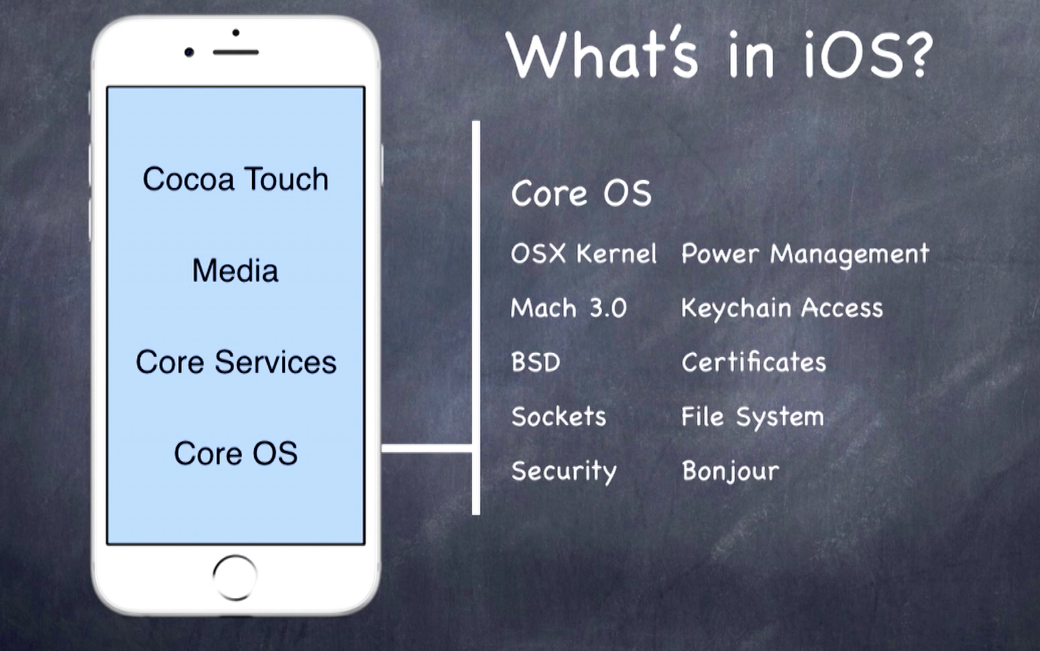 What's in iOS?
Cocoa Touch
Media
Core Services
Core OS
Core OS
OSX Kernel Power Management
Mach 3.0 Keychain Access
BSD Certificates
Sockets File System
Security Bonjour